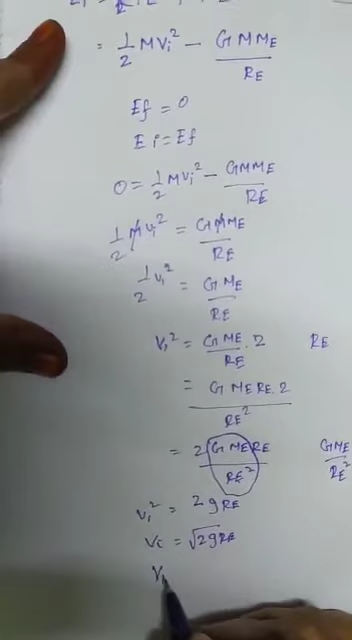 = 1/2 MVi² - GMME/RE
Ef = 0
Ei = Ef
0 = 1/2 MVi² - GMME/RE
1/2 MVi² = GMME/RE
1/2 Vi² = GME/RE
Vi² = GME/RE . 2 RE
= GMERE.2/RE²
= 2 GMERE/RE² GME/RE²
Vi² = 2gRE
Vi = √2gRE
Vi